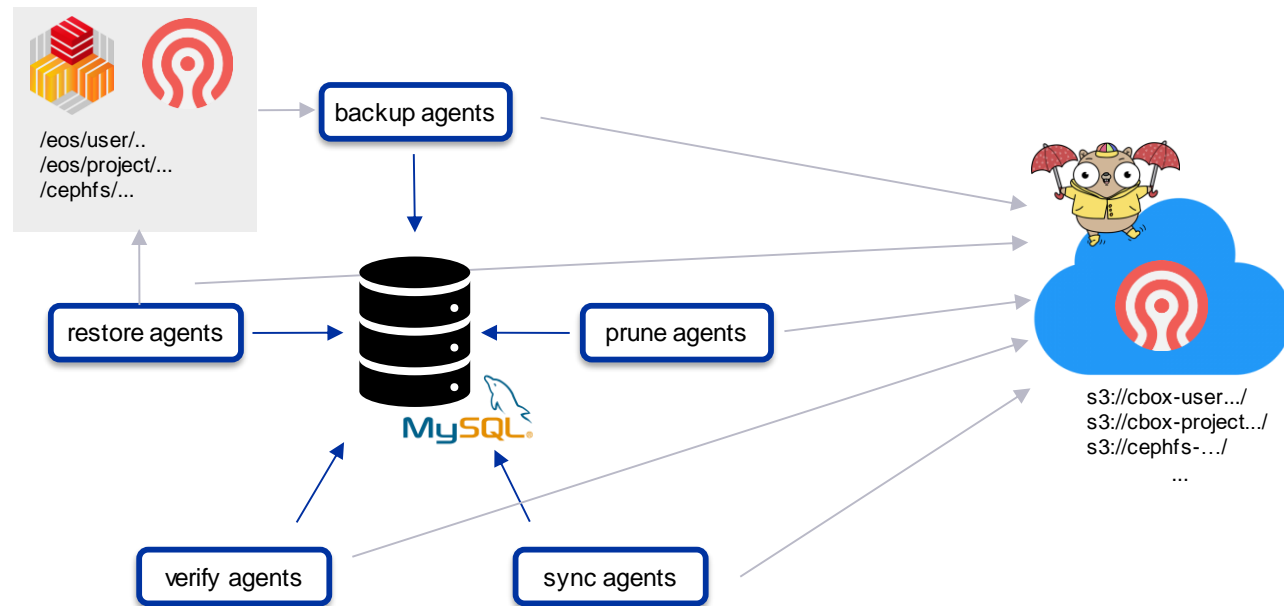 /eos/user/..
/eos/project/...
/cephfs/...
backup agents
restore agents
prune agents
MySQL®
s3://cbox-user.../
s3://cbox-project.../
s3://cephfs-.../
...
verify agents
sync agents